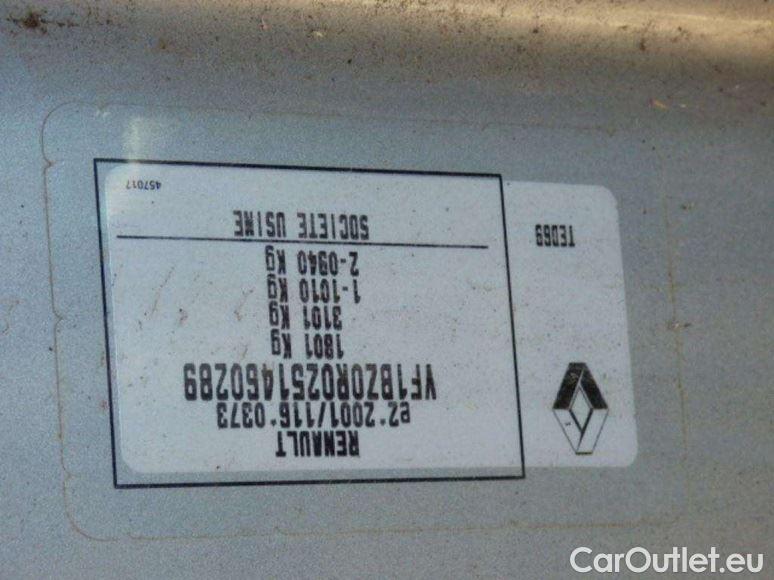 RENAULT
e2*2001/116*0373
VF1BZ0R0251460289
1801 Kg
3101 Kg
1-1010 Kg
2-0940 Kg
SOCIETE USINE
457017
TED69
CarOutlet.eu